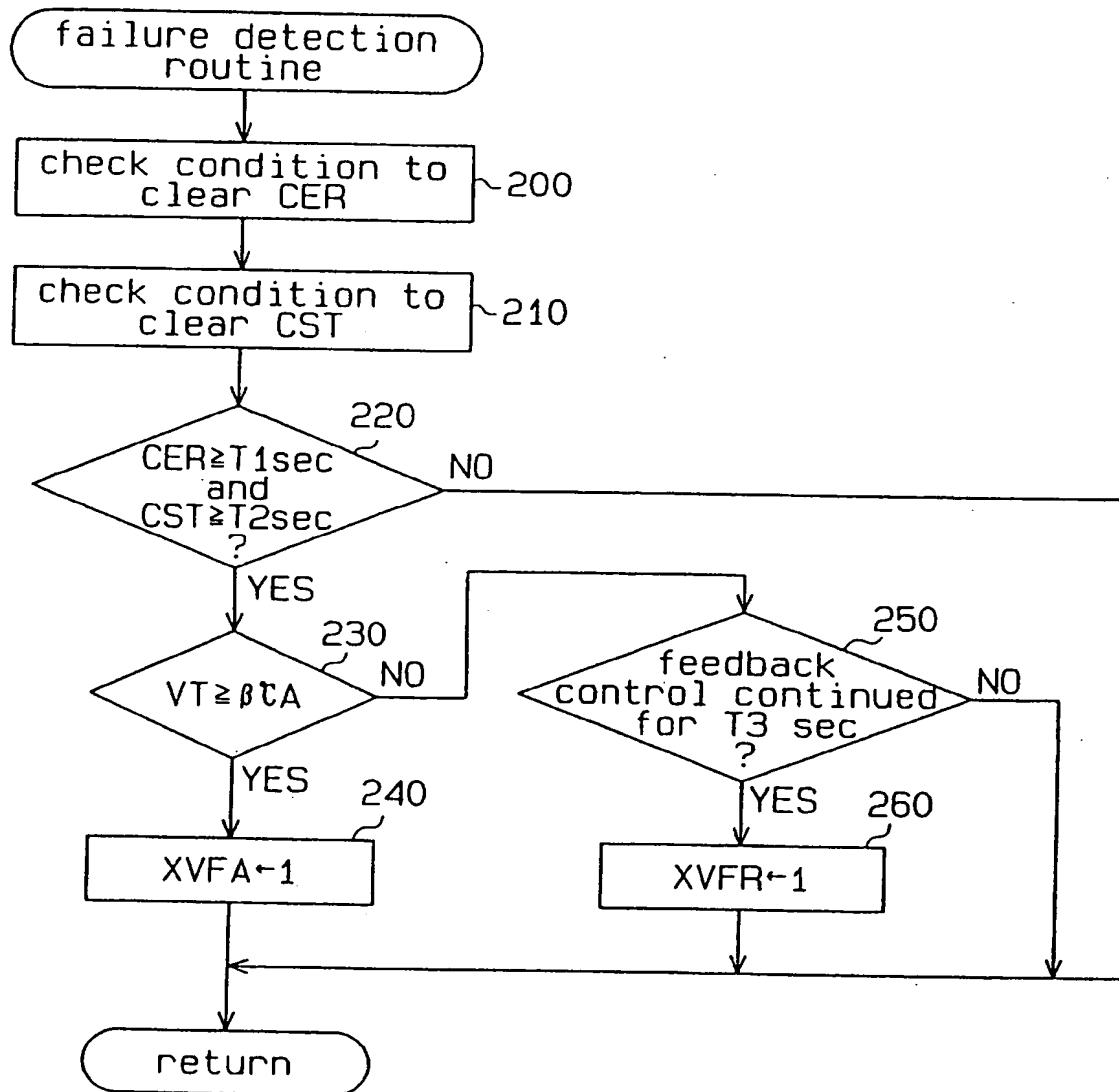 failure detection
routine
check condition to
clear CER
200
check condition to
clear CST
210
220
CER≧T1sec
and
CST≧T2sec
?
NO
YES
230
VT≧β℃A
NO
250
feedback
control continued
for T3 sec
?
NO
YES
240
XVFA←1
YES
260
XVFR←1
return